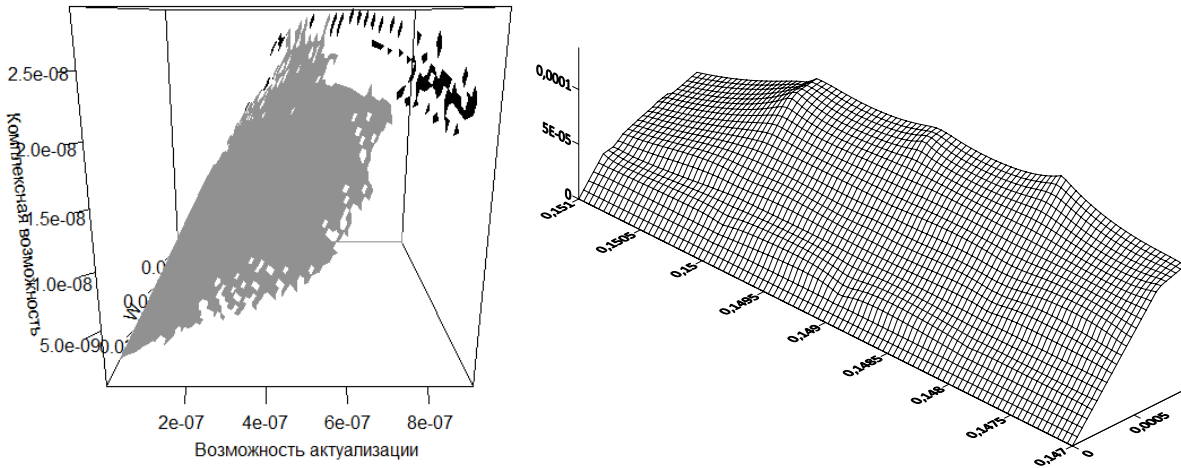 2.5e-08
2.0e-08
1.5e-08
1.0e-08
5.0e-09
Комплексная возможность
2e-07
4e-07
6e-07
8e-07
Возможность актуализации
0,0001
5E-05
0
0,151
0,1505
0,15
0,1495
0,149
0,1485
0,148
0,1475
0,147
0
0,0005